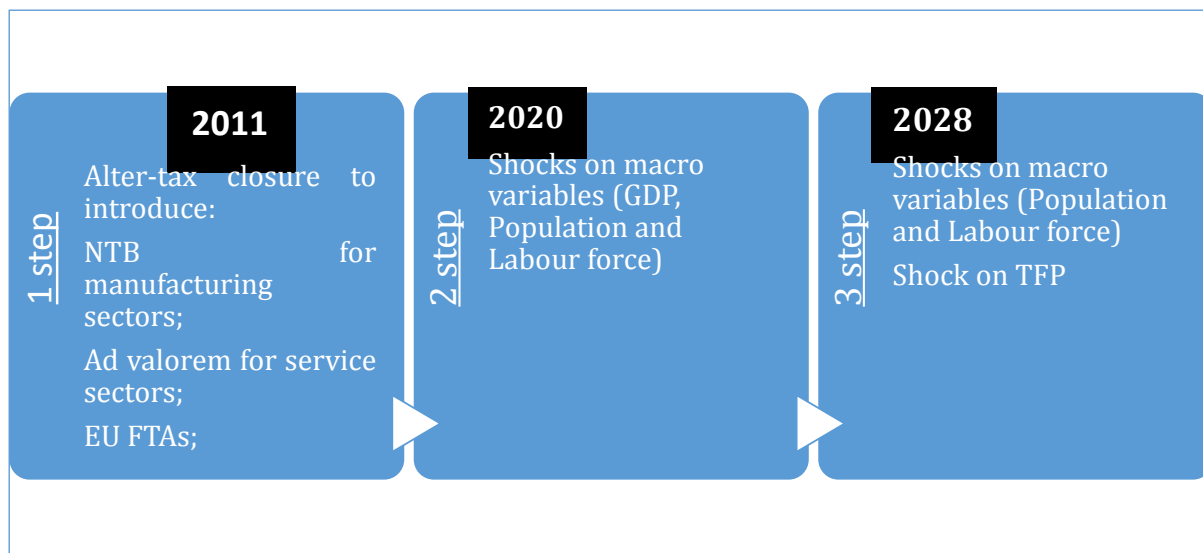 2011
1 step
Alter-tax closure to
introduce:
NTB for
manufacturing
sectors;
Ad valorem for service
sectors;
EU FTAs;
2020
2 step
Shocks on macro
variables (GDP,
Population and
Labour force)
2028
3 step
Shocks on macro
variables (Population
and Labour force)
Shock on TFP